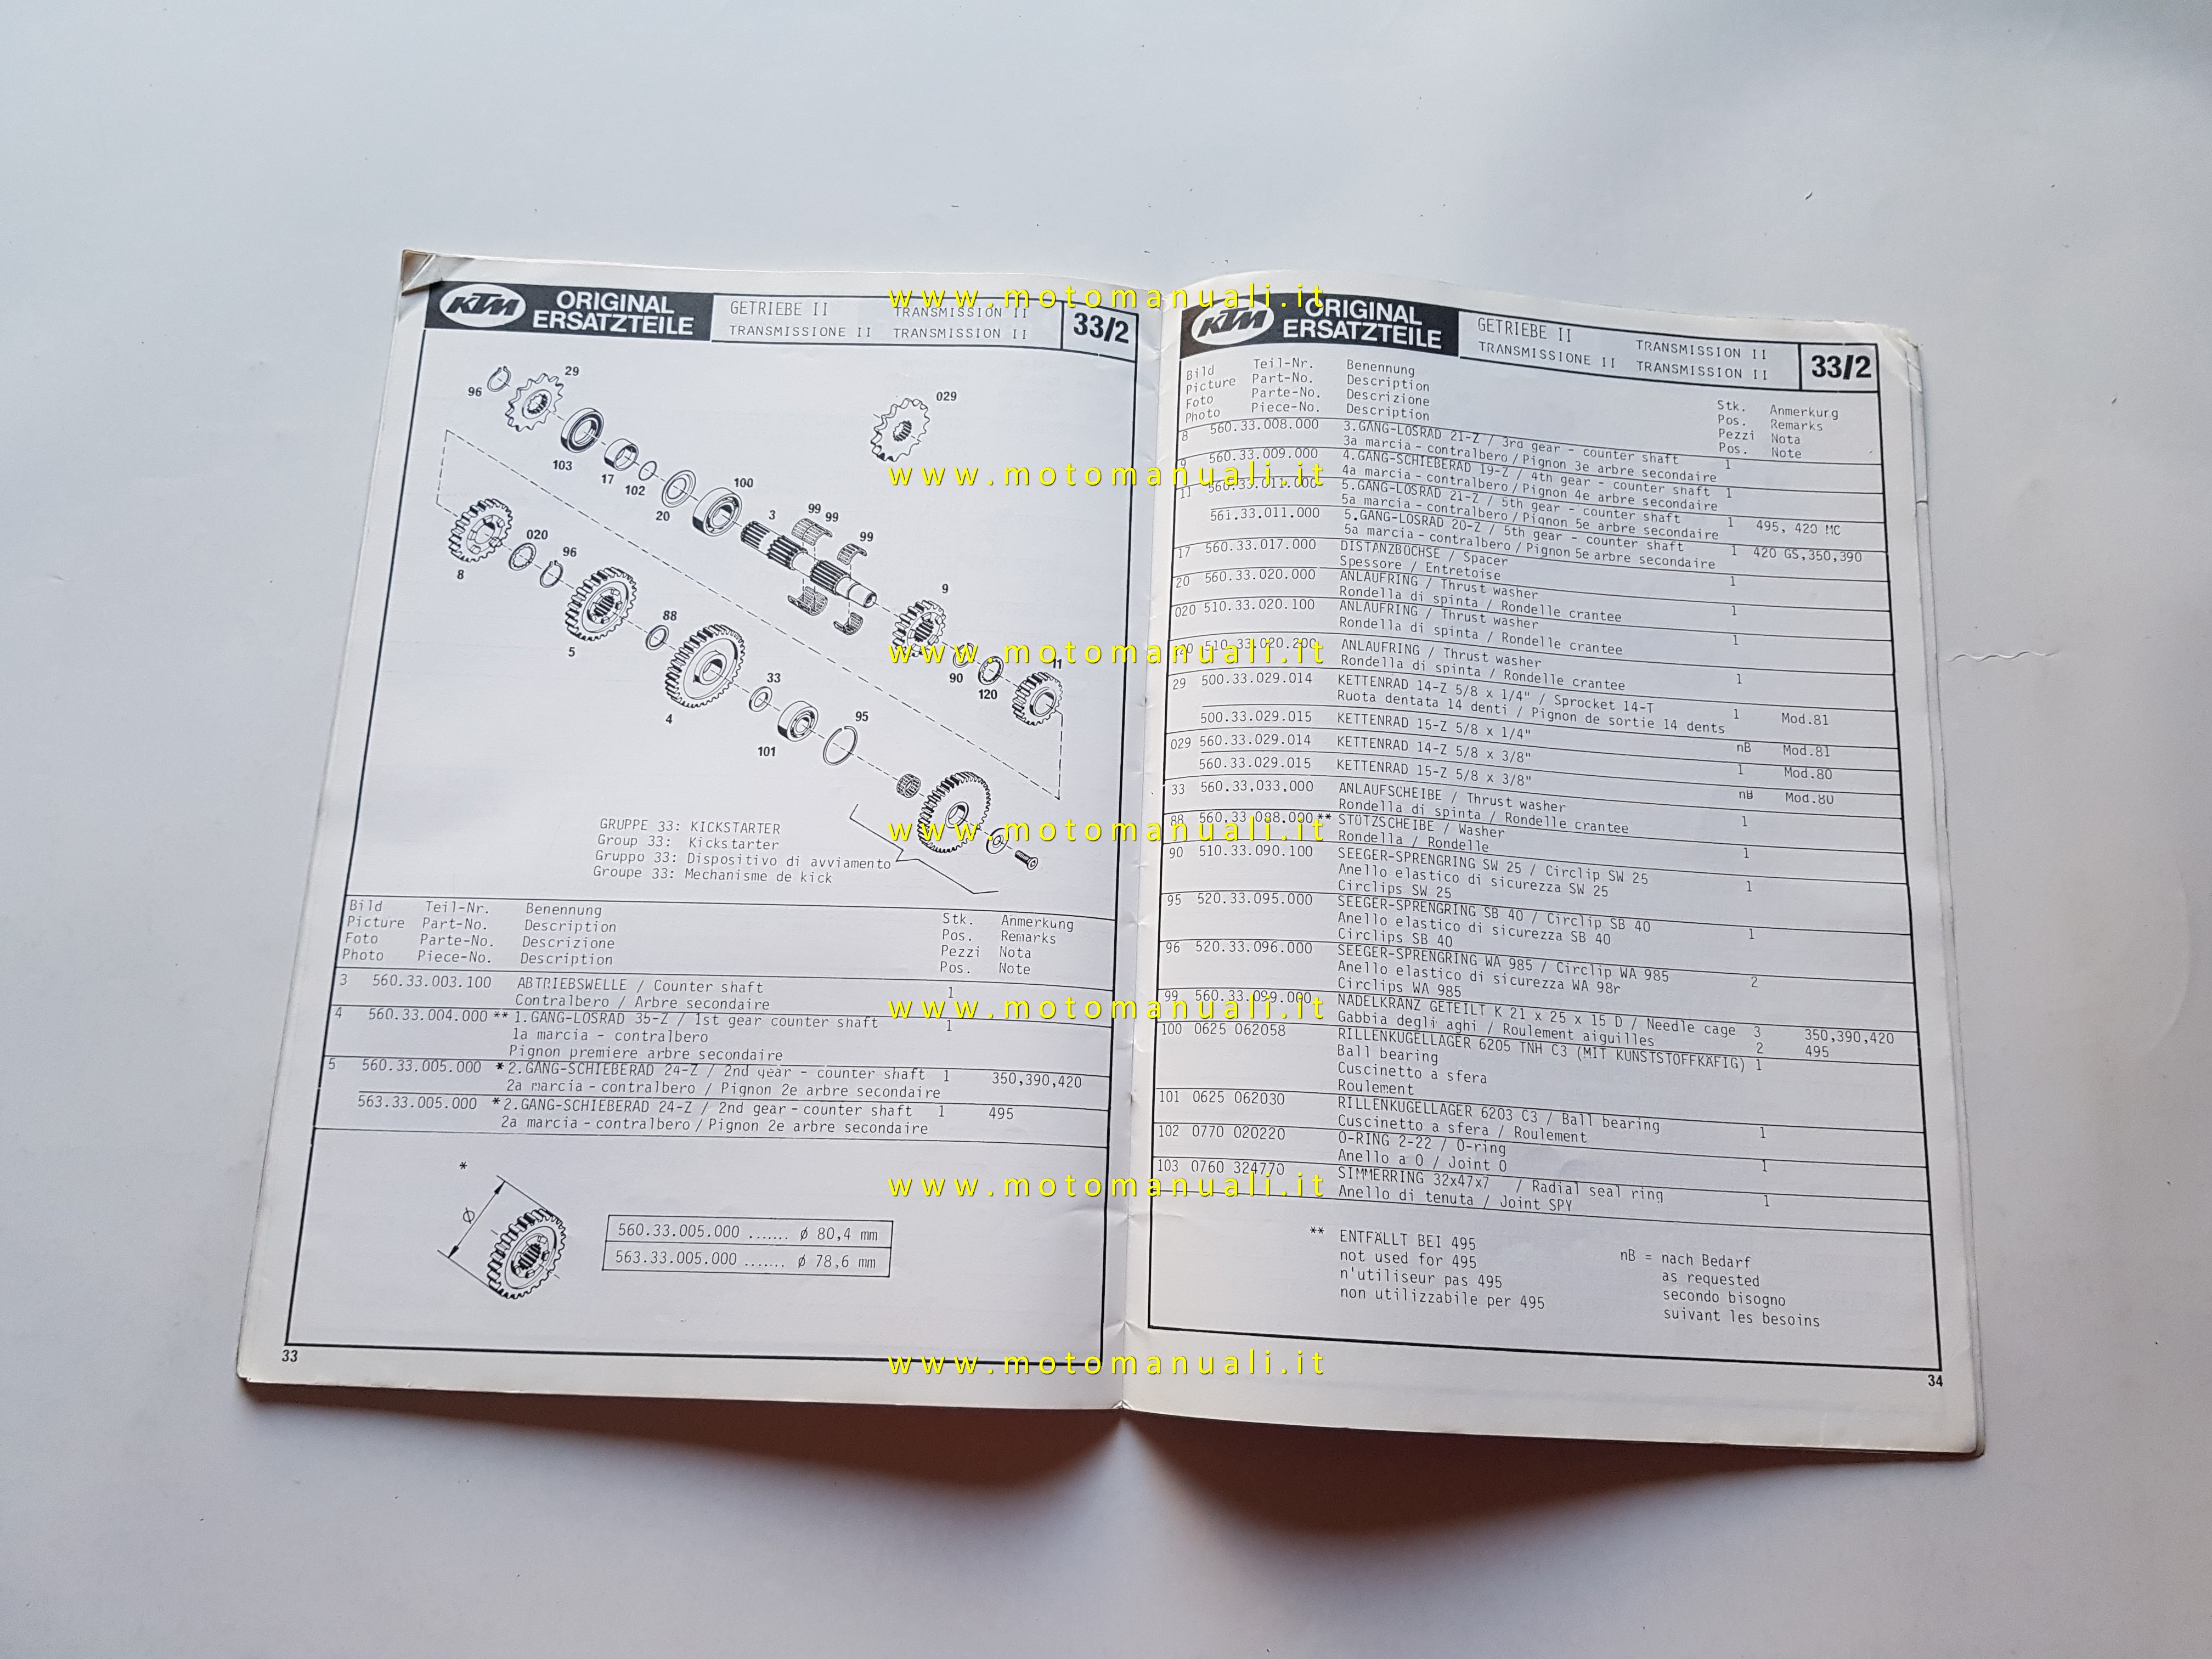 KTM ORIGINAL ERSATZTEILE
GETRIEBE II TRANSMISSION II
TRANSMISSIONE II TRANSMISSION II
33/2
96
29
029
103
17
102
20
100
3
99
99
99
8
020
96
5
88
9
4
33
90
120
11
101
95
GRUPPE 33: KICKSTARTER
Group 33: Kickstarter
Gruppo 33: Dispositivo di avviamento
Groupe 33: Mechanisme de kick
Bild Teil-Nr. Benennung Stk. Anmerkung
Picture Part-No. Description Pos. Remarks
Foto Parte-No. Descrizione Pezzi Nota
Photo Piece-No. Description Pos. Note
3 560.33.003.100 ABTRIEBSWELLE / Counter shaft 1
Contralbero / Arbre secondaire
4 560.33.004.000 ** 1.GANG-LOSRAD 35-Z / 1st gear counter shaft 1
1a marcia - contralbero
Pignon premiere arbre secondaire
5 560.33.005.000 * 2.GANG-SCHIEBERAD 24-Z / 2nd gear - counter shaft 1 350,390,420
2a marcia - contralbero / Pignon 2e arbre secondaire
563.33.005.000 * 2.GANG-SCHIEBERAD 24-Z / 2nd gear - counter shaft 1 495
2a marcia - contralbero / Pignon 2e arbre secondaire
*
ø
560.33.005.000 ....... ø 80,4 mm
563.33.005.000 ....... ø 78,6 mm
33
KTM ORIGINAL ERSATZTEILE
GETRIEBE II TRANSMISSION II
TRANSMISSIONE II TRANSMISSION II
33/2
Bild Teil-Nr. Benennung Stk. Anmerkung
Picture Part-No. Description Pos. Remarks
Foto Parte-No. Descrizione Pezzi Nota
Photo Piece-No. Description Pos. Note
8 560.33.008.000 3.GANG-LOSRAD 21-Z / 3rd gear - counter shaft 1
3a marcia - contralbero / Pignon 3e arbre secondaire
9 560.33.009.000 4.GANG-SCHIEBERAD 19-Z / 4th gear - counter shaft 1
4a marcia - contralbero / Pignon 4e arbre secondaire
11 560.33.011.000 5.GANG-LOSRAD 21-Z / 5th gear - counter shaft 1 495, 420 MC
5a marcia - contralbero / Pignon 5e arbre secondaire
561.33.011.000 5.GANG-LOSRAD 20-Z / 5th gear - counter shaft 1 420 GS,350,390
5a marcia - contralbero / Pignon 5e arbre secondaire
17 560.33.017.000 DISTANZBÜCHSE / Spacer 1
Spessore / Entretoise
20 560.33.020.000 ANLAUFRING / Thrust washer 1
Rondella di spinta / Rondelle crantee
020 510.33.020.100 ANLAUFRING / Thrust washer 1
Rondella di spinta / Rondelle crantee
120 510.33.020.200 ANLAUFRING / Thrust washer 1
Rondella di spinta / Rondelle crantee
29 500.33.029.014 KETTENRAD 14-Z 5/8 x 1/4" / Sprocket 14-T 1 Mod.81
Ruota dentata 14 denti / Pignon de sortie 14 dents
500.33.029.015 KETTENRAD 15-Z 5/8 x 1/4" nB Mod.81
029 560.33.029.014 KETTENRAD 14-Z 5/8 x 3/8" 1 Mod.80
560.33.029.015 KETTENRAD 15-Z 5/8 x 3/8" nB Mod.80
33 560.33.033.000 ANLAUFSCHEIBE / Thrust washer 1
Rondella di spinta / Rondelle crantee
88 560.33.088.000 ** STÜTZSCHEIBE / Washer 1
Rondella / Rondelle
90 510.33.090.100 SEEGER-SPRENGRING SW 25 / Circlip SW 25 1
Anello elastico di sicurezza SW 25
Circlips SW 25
95 520.33.095.000 SEEGER-SPRENGRING SB 40 / Circlip SB 40 1
Anello elastico di sicurezza SB 40
Circlips SB 40
96 520.33.096.000 SEEGER-SPRENGRING WA 985 / Circlip WA 985 2
Anello elastico di sicurezza WA 98r
Circlips WA 985
99 560.33.099.000 NADELKRANZ GETEILT K 21 x 25 x 15 D / Needle cage 3 350,390,420
Gabbia degli aghi / Roulement aiguilles 2 495
100 0625 062058 RILLENKUGELLAGER 6205 TNH C3 (MIT KUNSTSTOFFKÄFIG) 1
Ball bearing
Cuscinetto a sfera
Roulement
101 0625 062030 RILLENKUGELLAGER 6203 C3 / Ball bearing 1
Cuscinetto a sfera / Roulement
102 0770 020220 O-RING 2-22 / O-ring 1
Anello a O / Joint O
103 0760 324770 SIMMERRING 32x47x7 / Radial seal ring 1
Anello di tenuta / Joint SPY
** ENTFÄLLT BEI 495
not used for 495
n'utiliseur pas 495
non utilizzabile per 495
nB = nach Bedarf
as requested
secondo bisogno
suivant les besoins
34
www.motomanuali.it
www.motomanuali.it
www.motomanuali.it
www.motomanuali.it
www.motomanuali.it
www.motomanuali.it
www.motomanuali.it